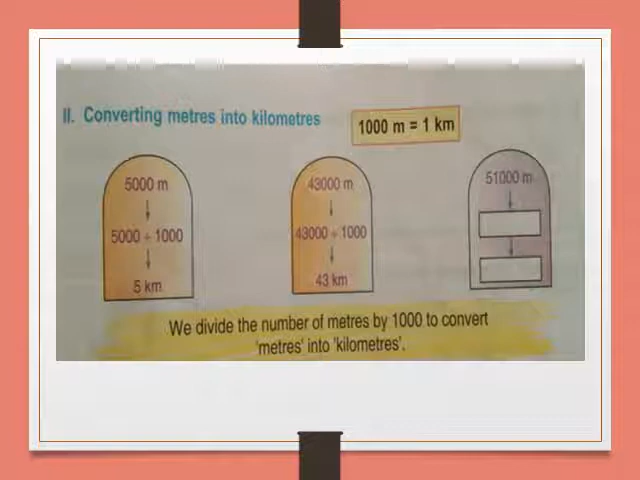 II. Converting metres into kilometres
1000 m = 1 km
5000 m
↓
5000 ÷ 1000
↓
5 km
43000 m
↓
43000 ÷ 1000
↓
43 km
51000 m
↓
↓
We divide the number of metres by 1000 to convert
'metres' into 'kilometres'.